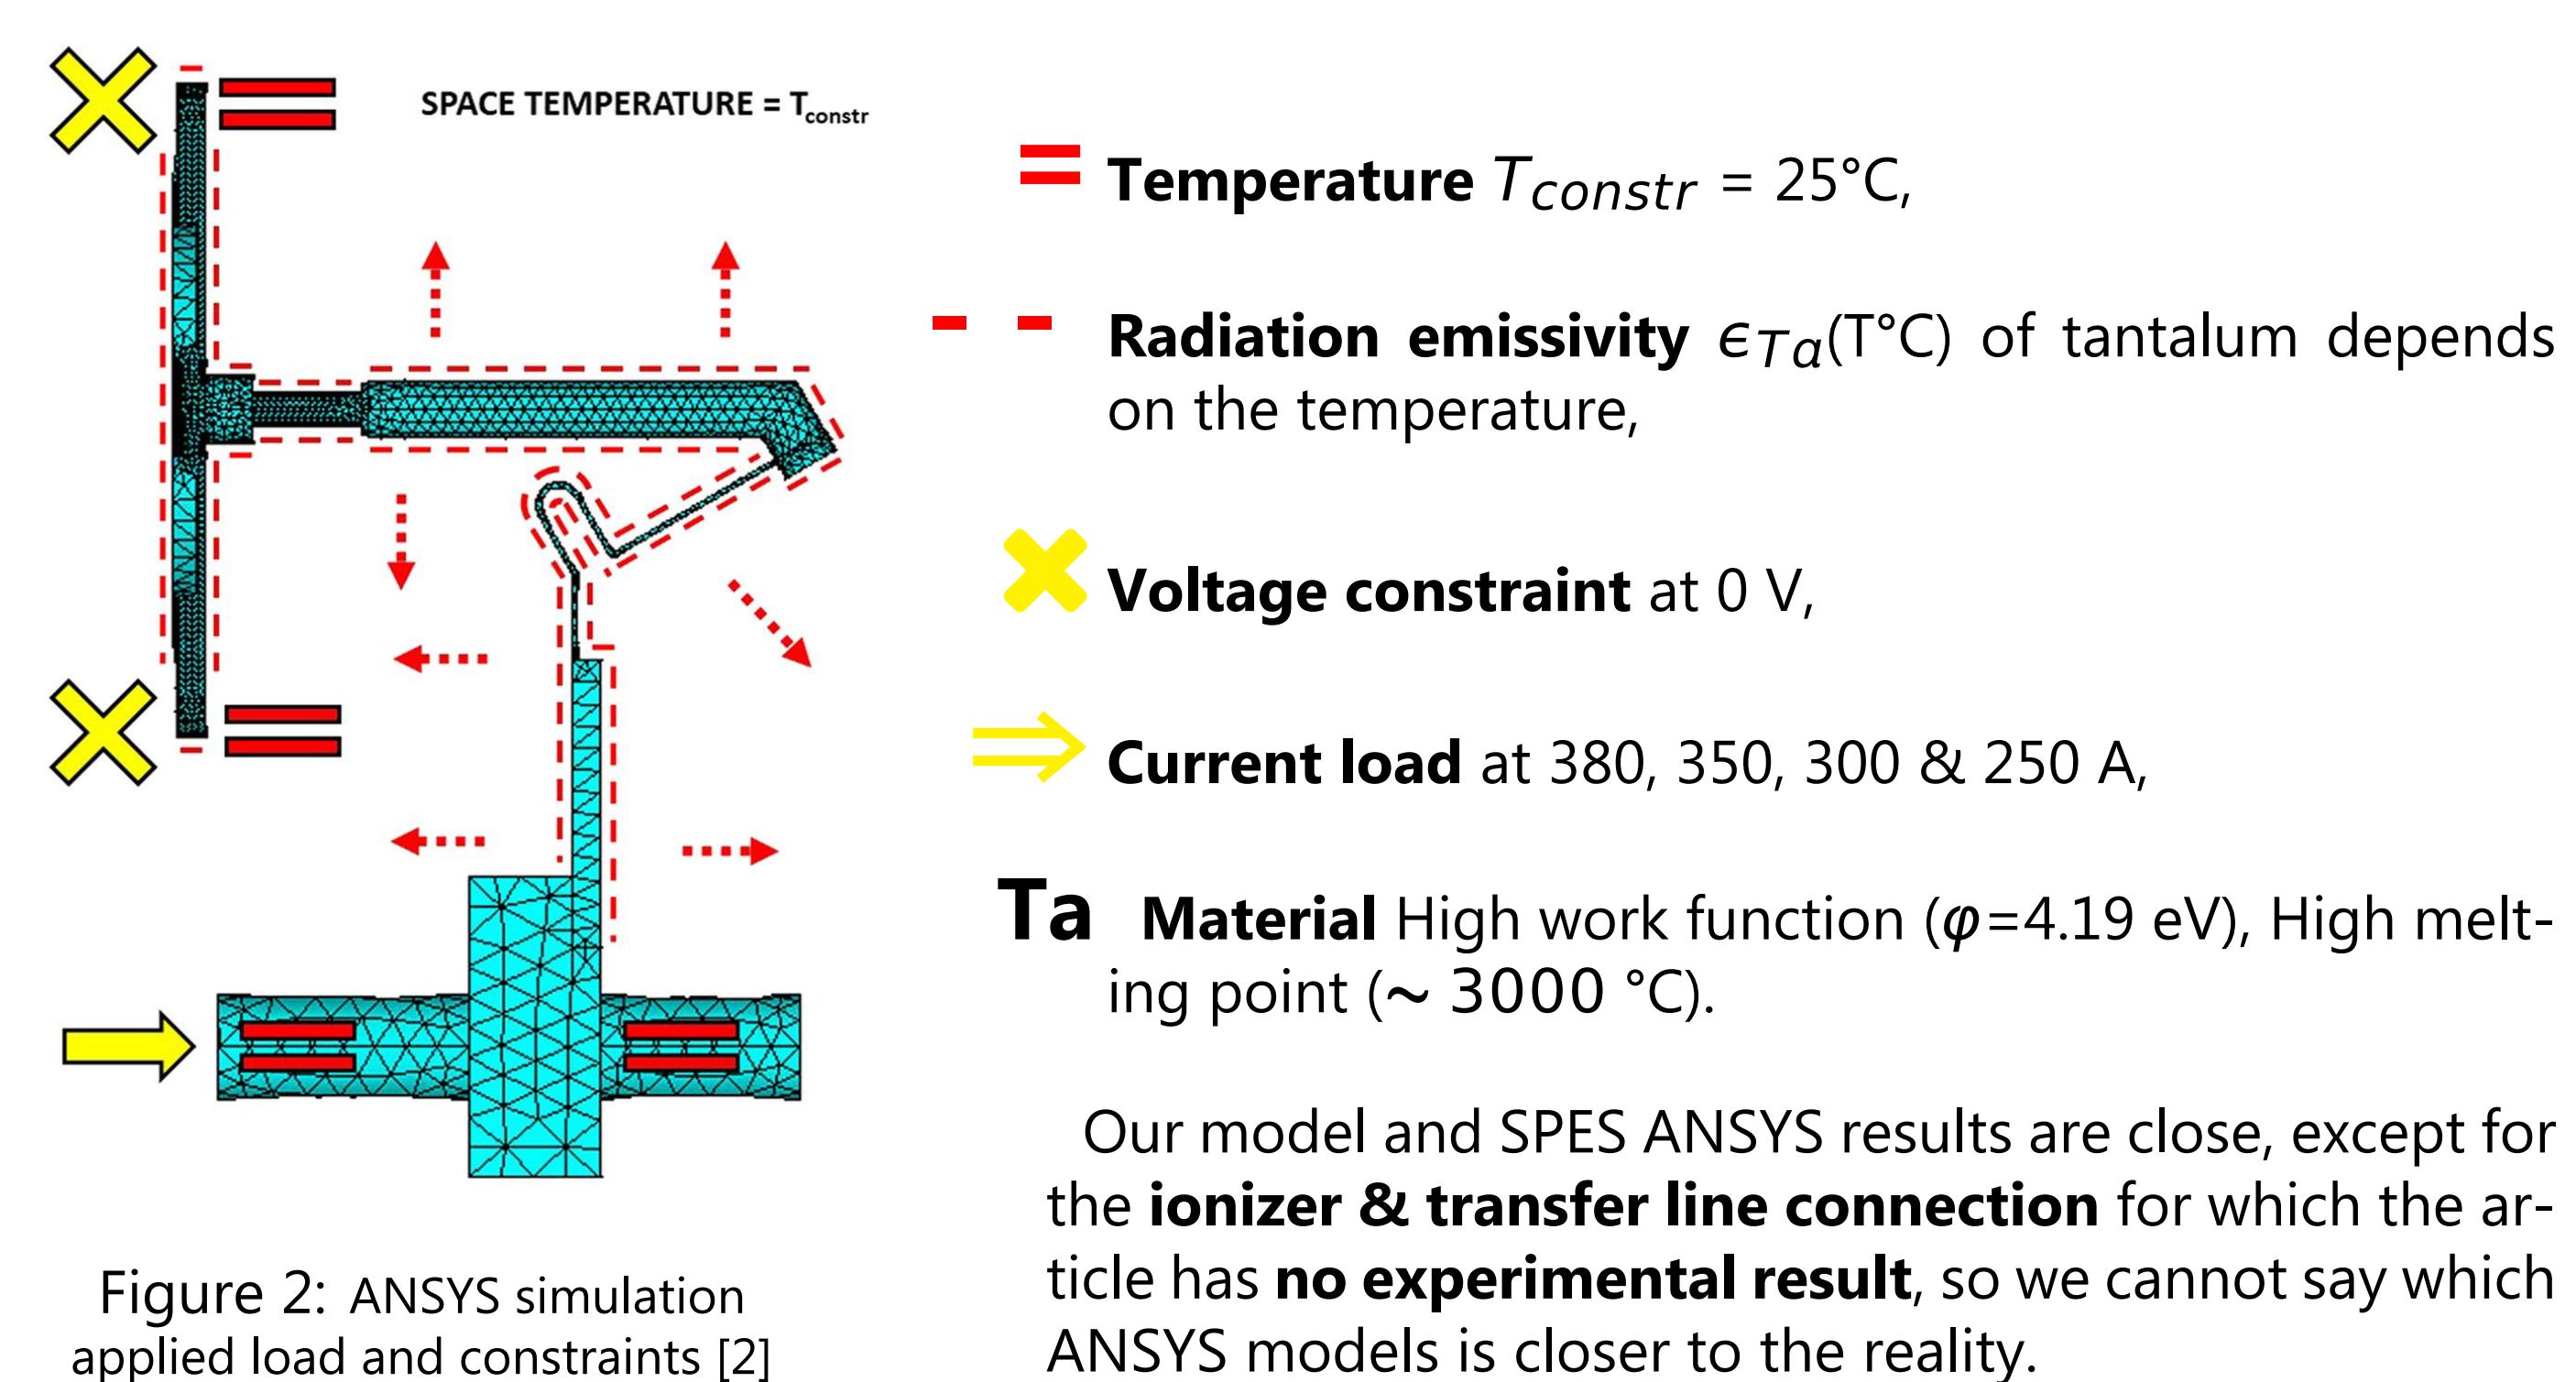 SPACE TEMPERATURE = T_constr
Temperature T_constr = 25°C,
Radiation emissivity ϵ_Ta(T°C) of tantalum depends
on the temperature,
Voltage constraint at 0 V,
Current load at 380, 350, 300 & 250 A,
Ta Material High work function (φ=4.19 eV), High melt-
ing point (~ 3000 °C).
Our model and SPES ANSYS results are close, except for
the ionizer & transfer line connection for which the ar-
ticle has no experimental result, so we cannot say which
ANSYS models is closer to the reality.
Figure 2: ANSYS simulation
applied load and constraints [2]